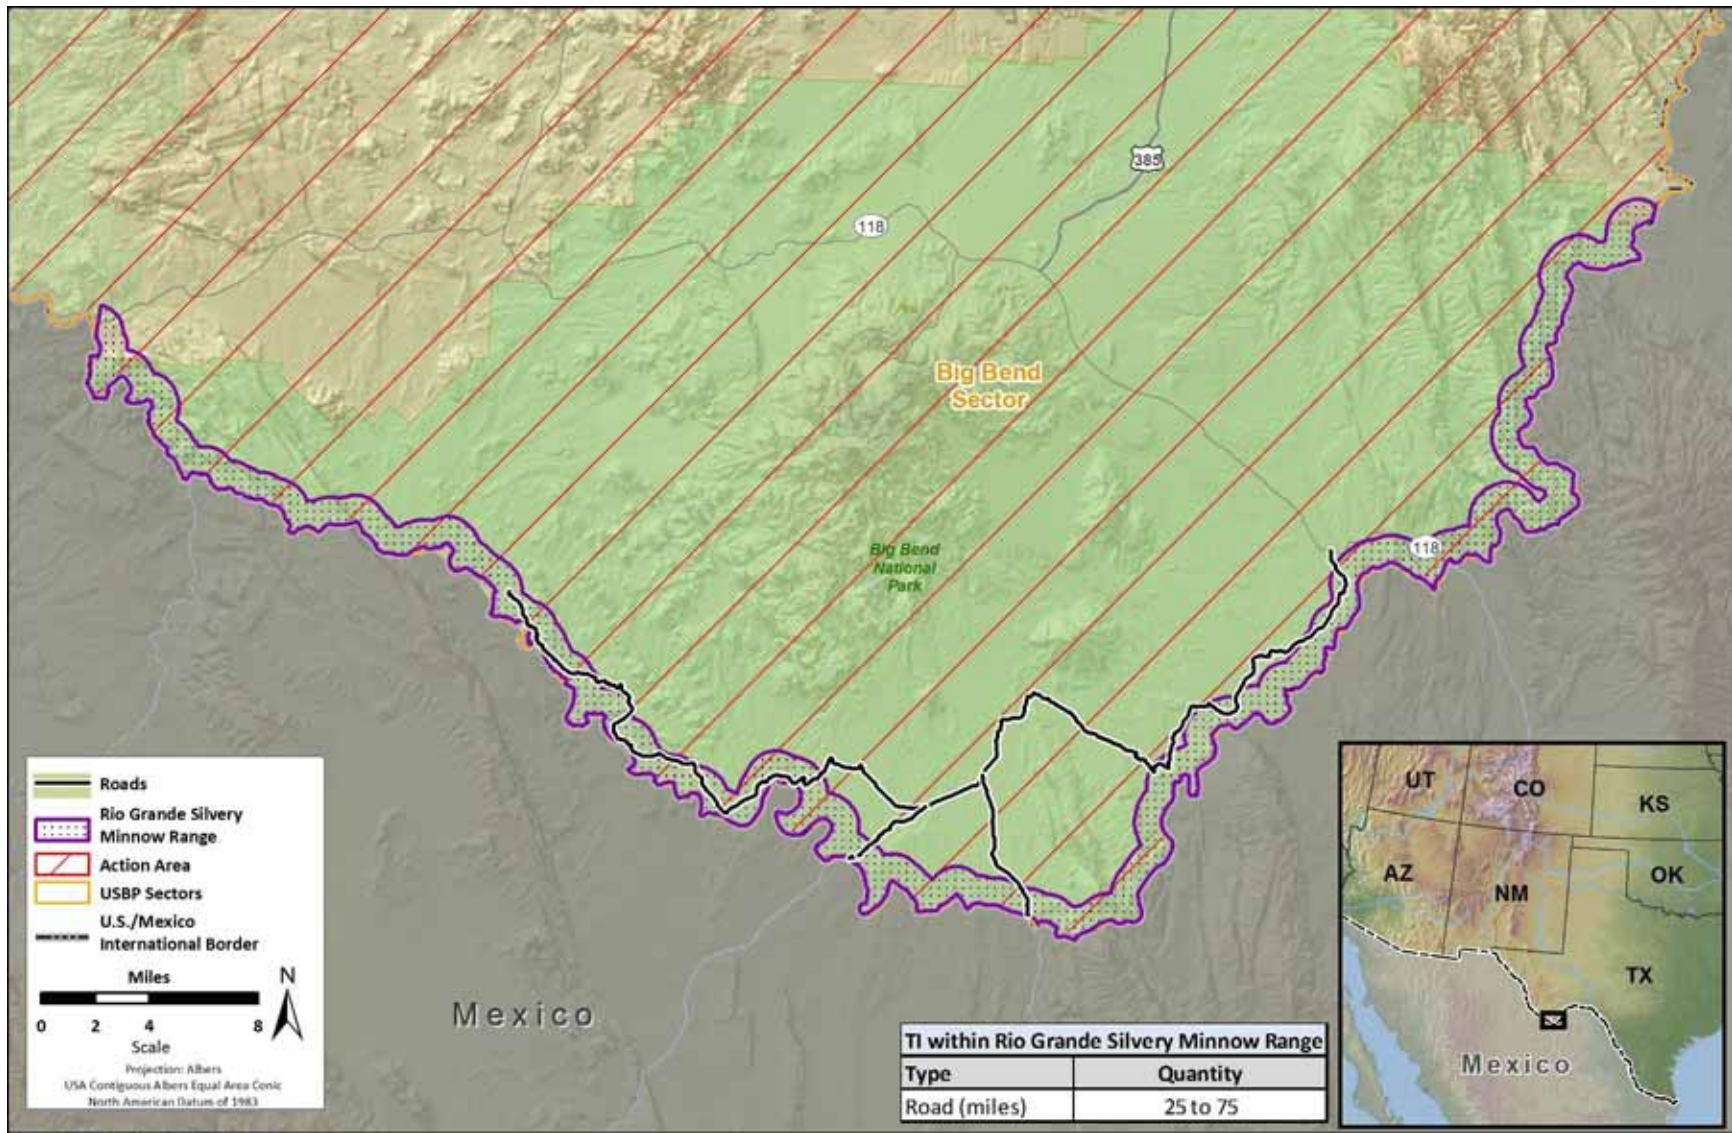 385
118
Big Bend
Sector
Big Bend
National
Park
118
Mexico
Roads
Rio Grande Silvery
Minnow Range
Action Area
USBP Sectors
U.S./Mexico
International Border
Miles
N
0 2 4 8
Scale
Projection: Albers
USA Contiguous Albers Equal Area Conic
North American Datum of 1983
TI within Rio Grande Silvery Minnow Range
Type Quantity
Road (miles) 25 to 75
UT
CO
KS
AZ
NM
OK
TX
Mexico